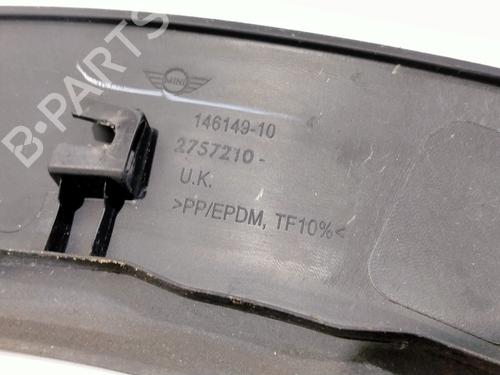 B-PARTS
MINI
146149-10
2757210-
U.K.
>PP/EPDM, TF10%<